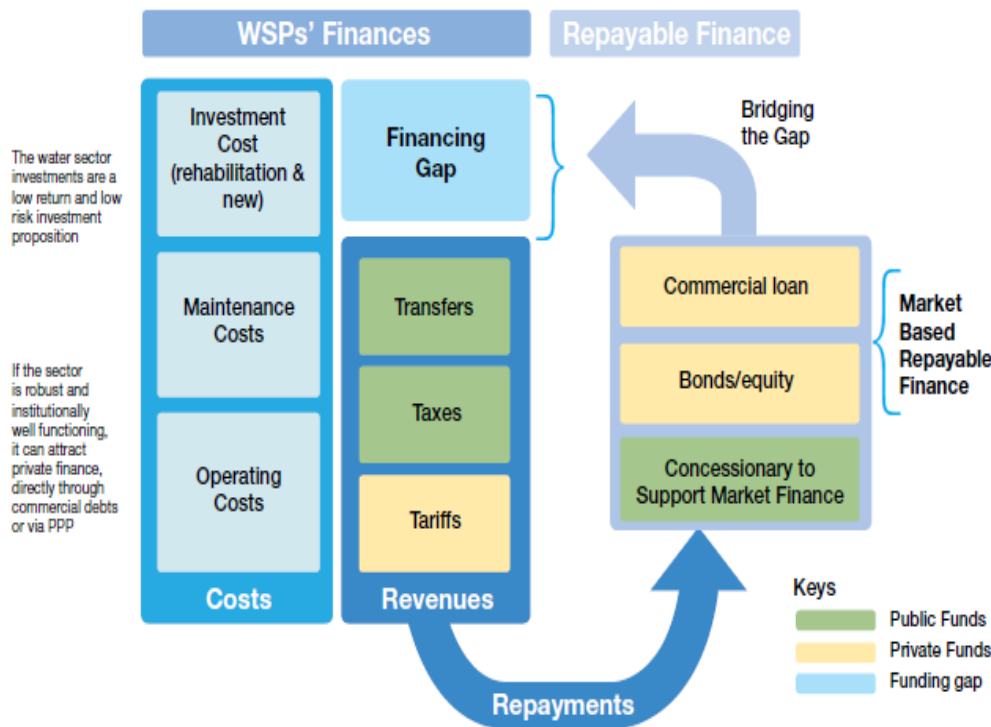 WSPs' Finances
Repayable Finance
The water sector
investments are a
low return and low
risk investment
proposition
If the sector
is robust and
institutionally
well functioning,
it can attract
private finance,
directly through
commercial debts
or via PPP
Investment
Cost
(rehabilitation &
new)
Maintenance
Costs
Operating
Costs
Costs
Financing
Gap
Transfers
Taxes
Tariffs
Revenues
Bridging
the Gap
Commercial loan
Bonds/equity
Concessionary to
Support Market Finance
Market
Based
Repayable
Finance
Repayments
Keys
Public Funds
Private Funds
Funding gap